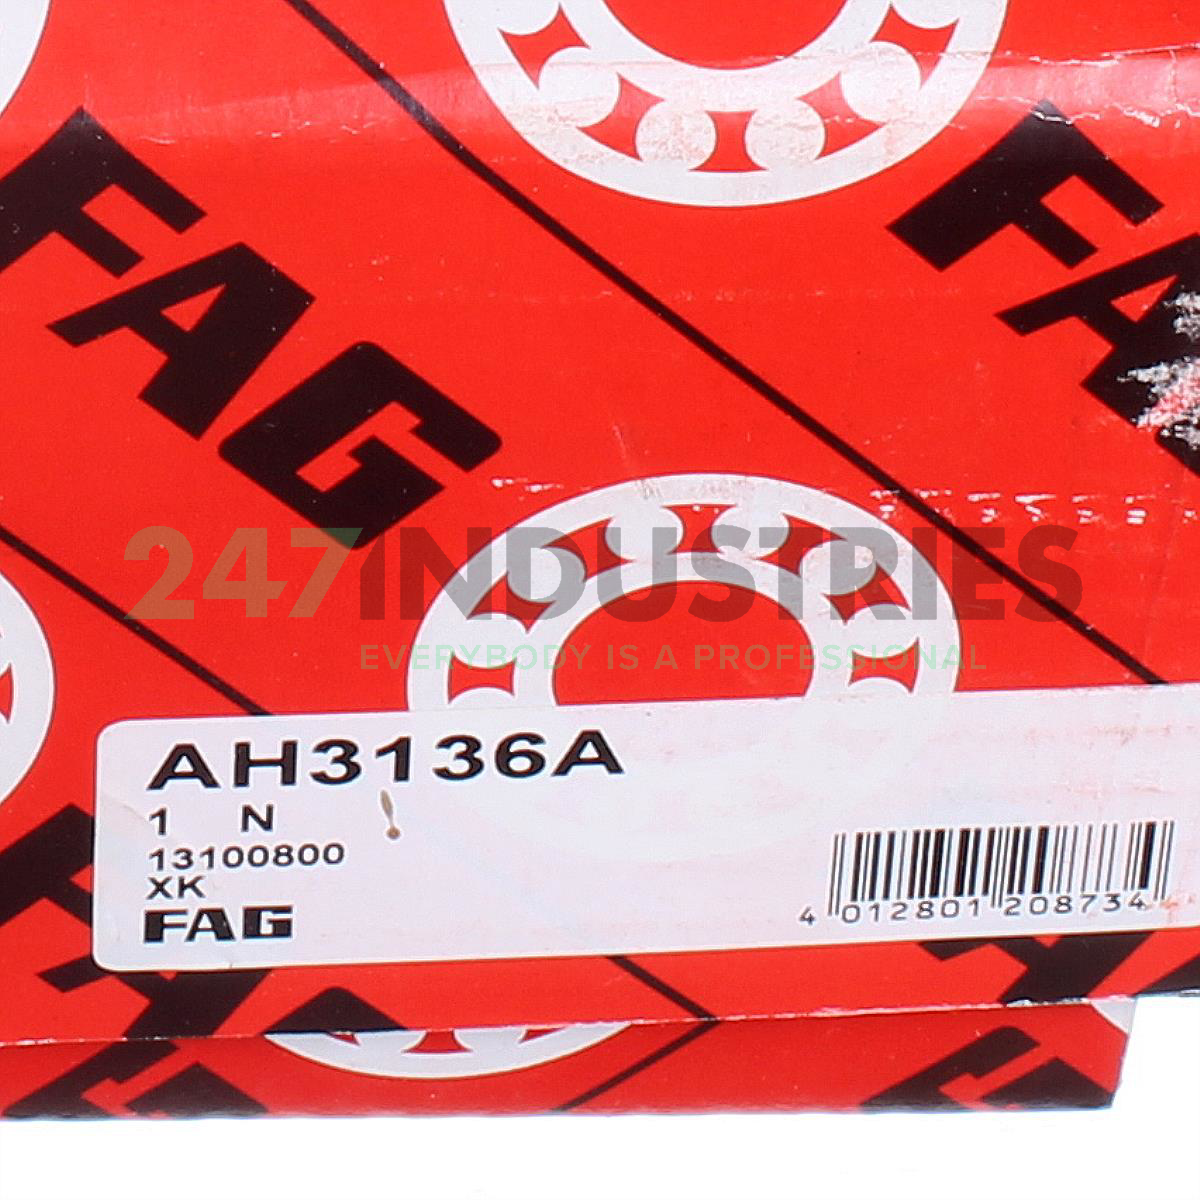 FAG
FAG
247INDUSTRIES
EVERYBODY IS A PROFESSIONAL
AH3136A
1 N
13100800
XK
FAG
4 012801 208734